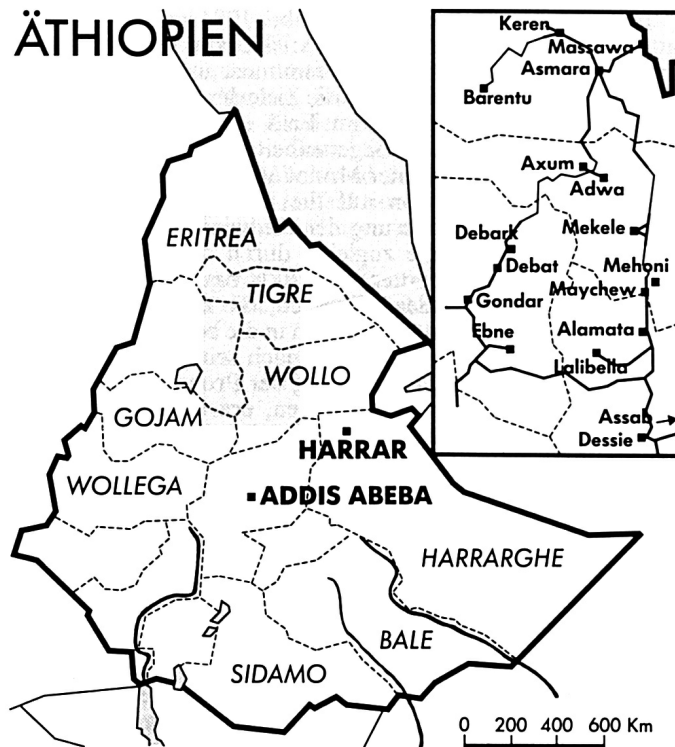 ÄTHIOPIEN
Keren
Massawa
Asmara
Barentu
Axum
Adwa
Debark
Mekele
Debat
Mehoni
Gondar
Maychew
Ebne
Alamata
Lalibella
Assab
Dessie
ERITREA
TIGRE
WOLLO
GOJAM
HARRAR
WOLLEGA
ADDIS ABEBA
HARRARGHE
BALE
SIDAMO
0 200 400 600 Km